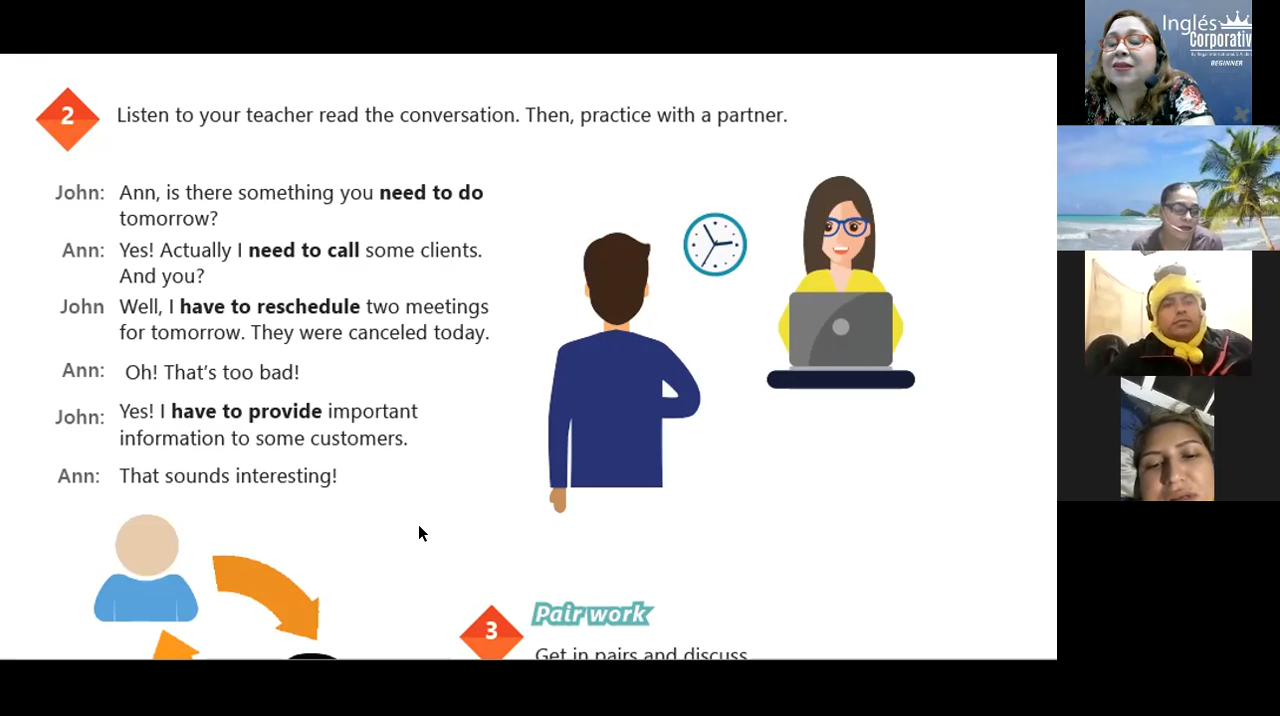 2
Listen to your teacher read the conversation. Then, practice with a partner.
John: Ann, is there something you need to do
tomorrow?
Ann: Yes! Actually I need to call some clients.
And you?
John Well, I have to reschedule two meetings
for tomorrow. They were canceled today.
Ann: Oh! That's too bad!
John: Yes! I have to provide important
information to some customers.
Ann: That sounds interesting!
3
Pair work
Get in pairs and discuss
Inglés
Corporativ
BEGINNER